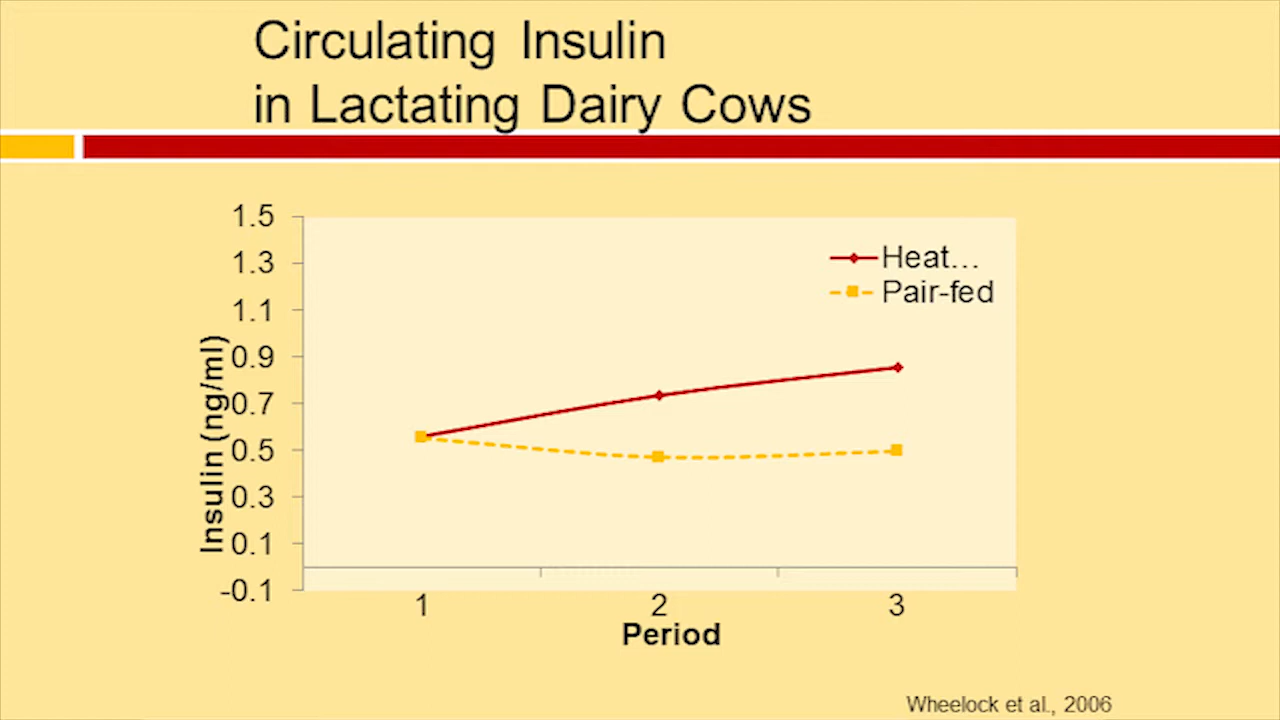 Circulating Insulin
in Lactating Dairy Cows
1.5
1.3
1.1
0.9
0.7
0.5
0.3
0.1
-0.1
Insulin (ng/ml)
Heat…
Pair-fed
1 2 3
Period
Wheelock et al., 2006